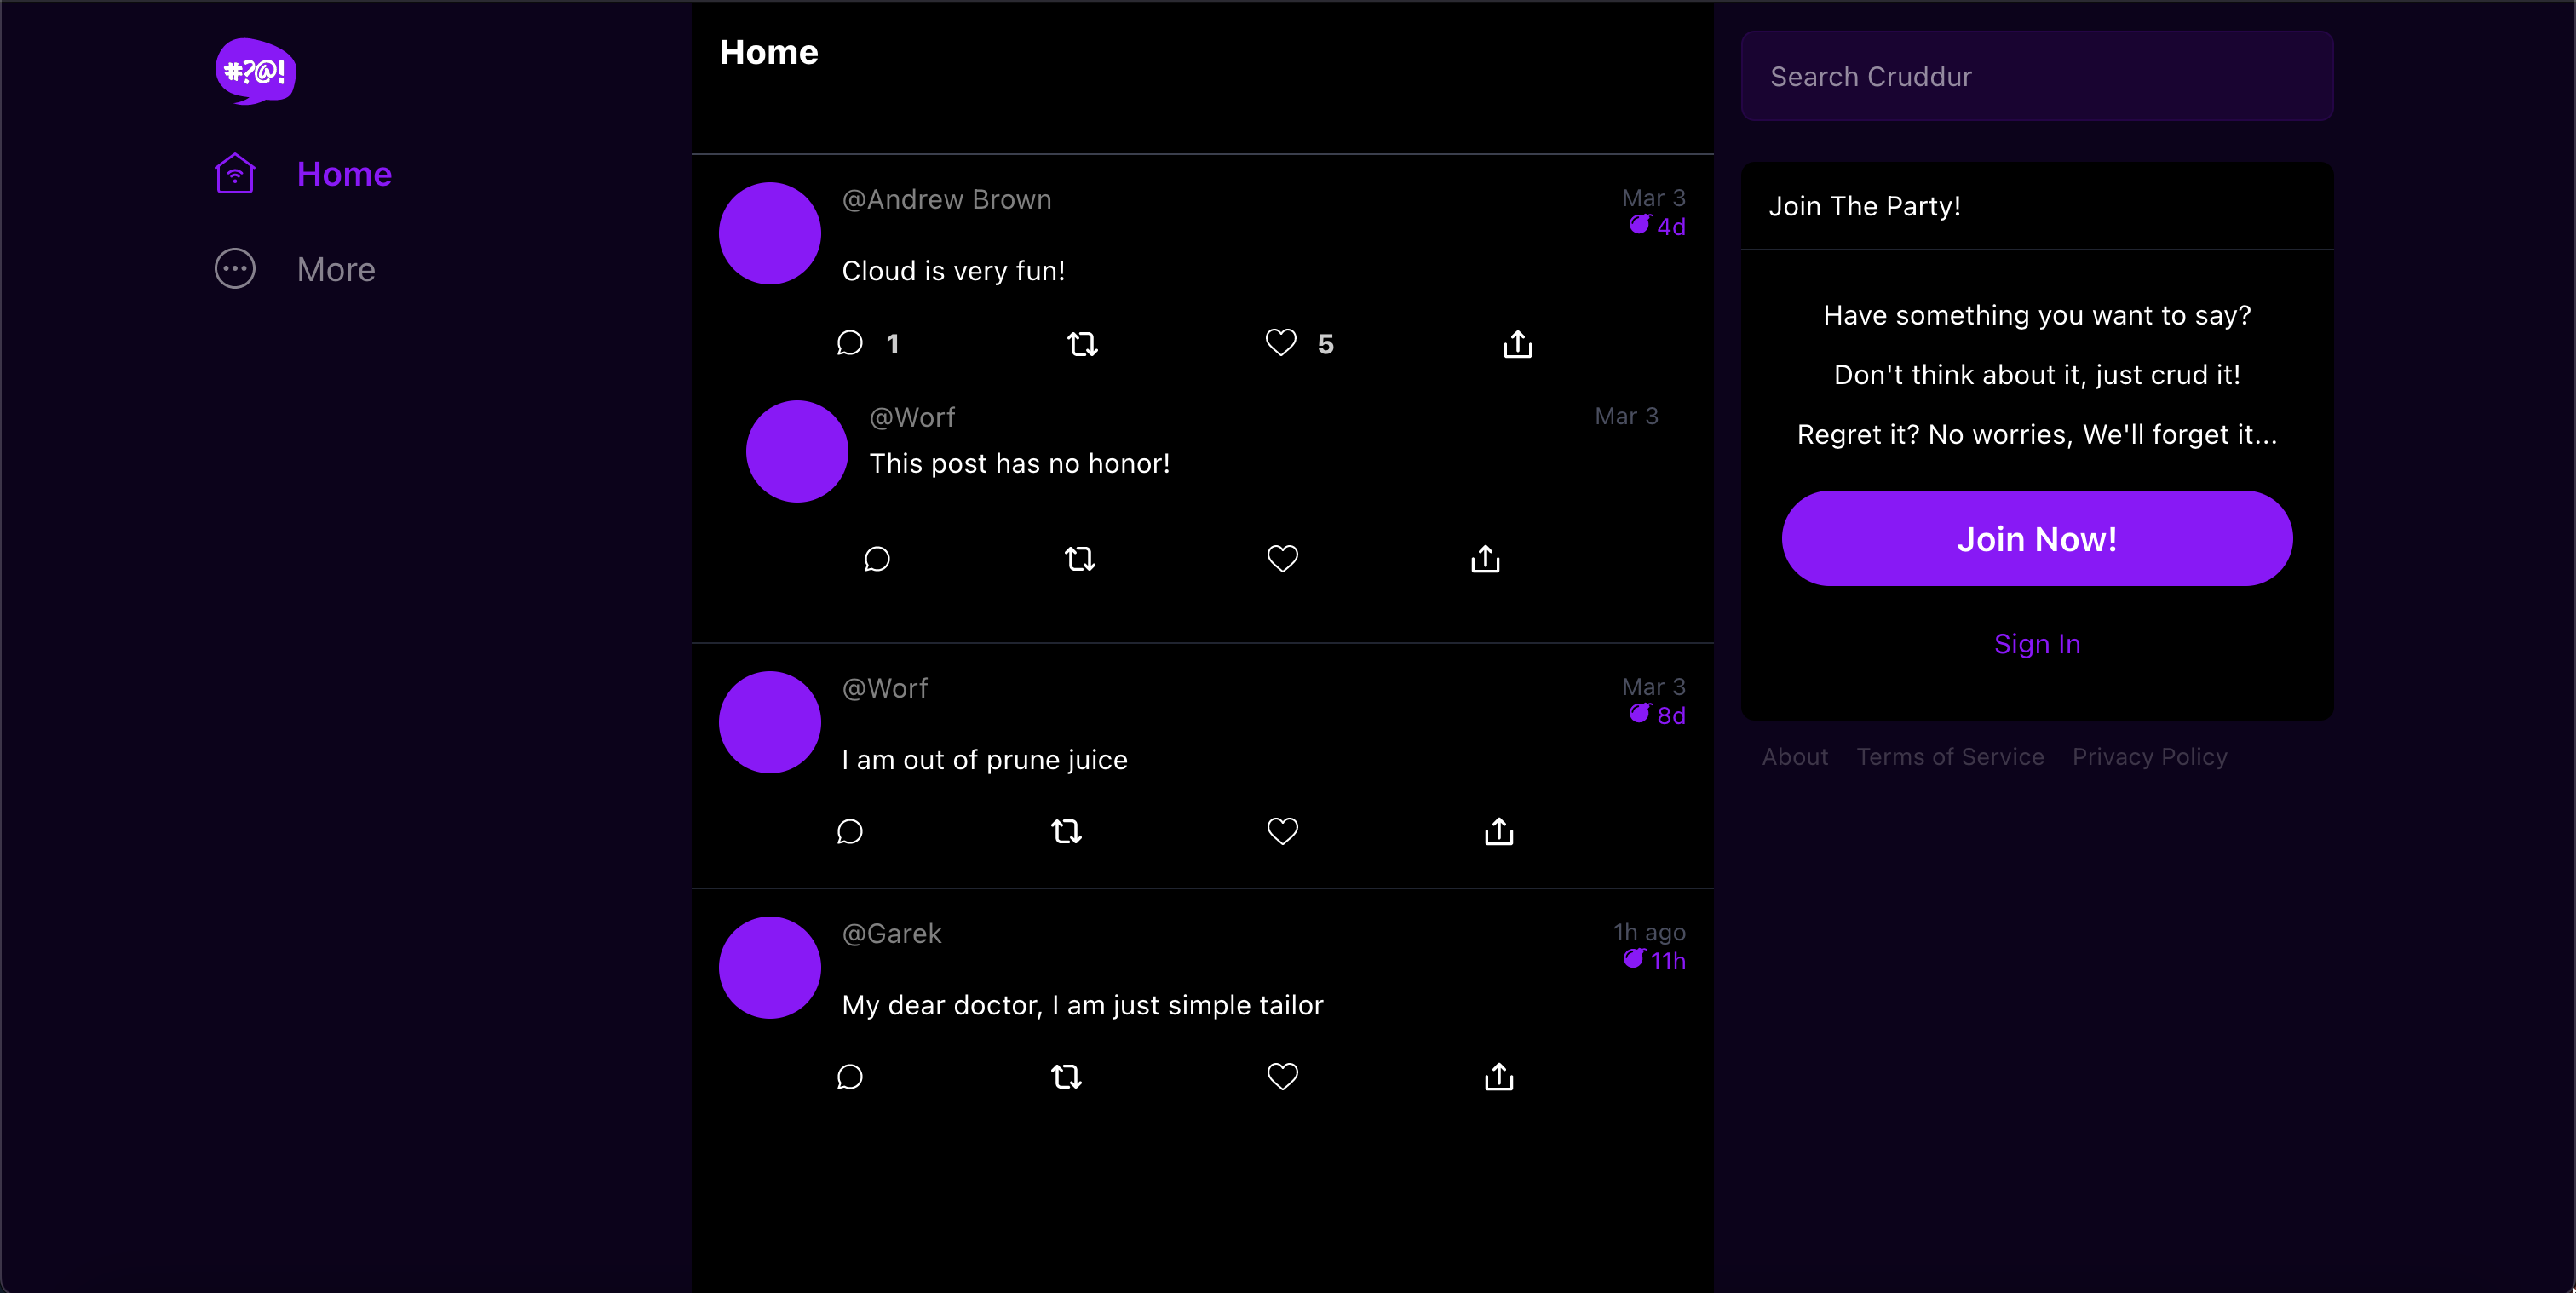 #?@!
Home
More
Home
@Andrew Brown
Mar 3
4d
Cloud is very fun!
1
5
@Worf
Mar 3
This post has no honor!
@Worf
Mar 3
8d
I am out of prune juice
@Garek
1h ago
11h
My dear doctor, I am just simple tailor
Search Cruddur
Join The Party!
Have something you want to say?
Don't think about it, just crud it!
Regret it? No worries, We'll forget it...
Join Now!
Sign In
About Terms of Service Privacy Policy